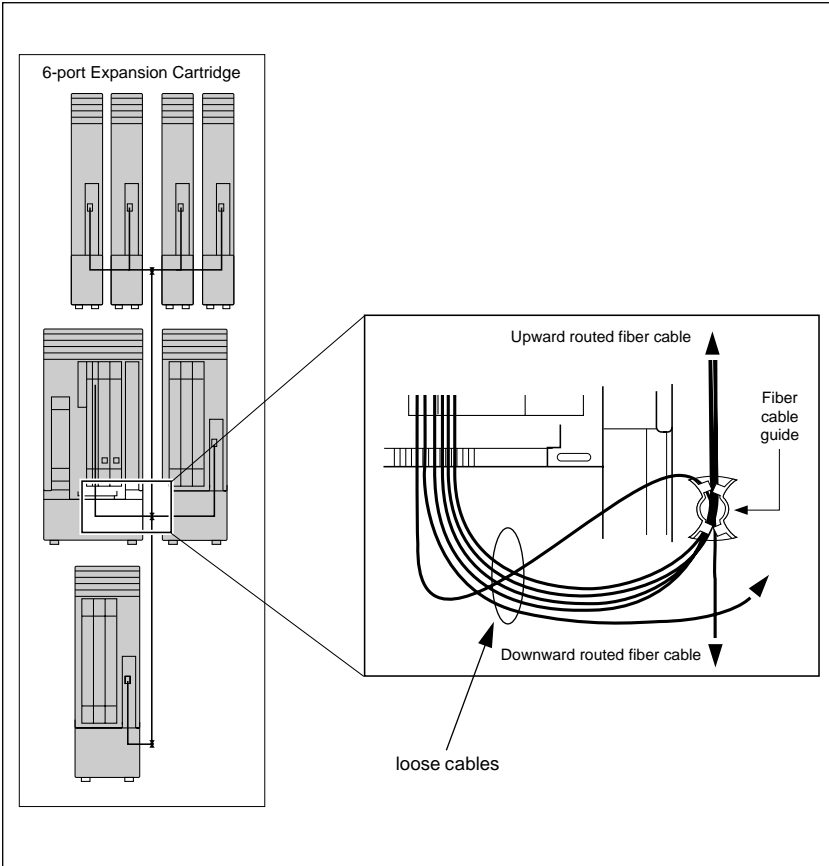 6-port Expansion Cartridge
Upward routed fiber cable
Fiber
cable
guide
Downward routed fiber cable
loose cables